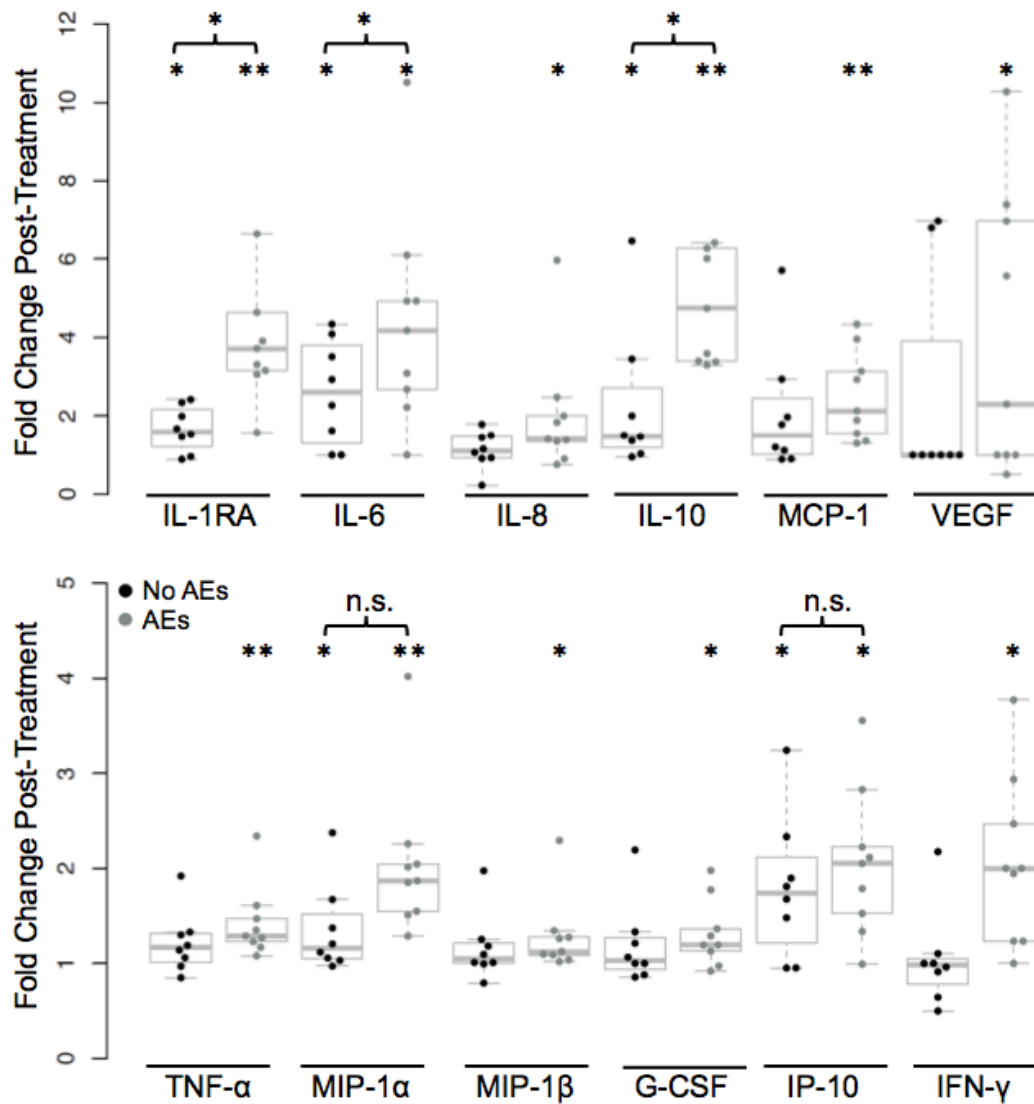 Fold Change Post-Treatment
12
10
8
6
4
2
0
* * *
* ** * * * * ** ** *
IL-1RA IL-6 IL-8 IL-10 MCP-1 VEGF
Fold Change Post-Treatment
5
4
3
2
1
0
No AEs
AEs
n.s. n.s.
** * ** * * * * *
TNF-α MIP-1α MIP-1β G-CSF IP-10 IFN-γ